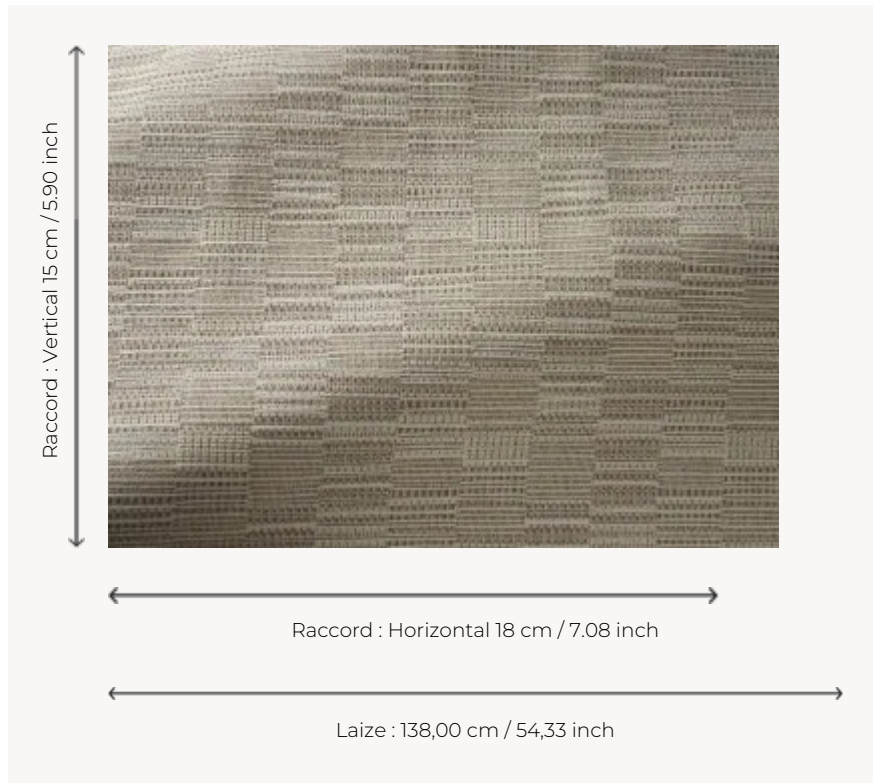 Raccord : Vertical 15 cm / 5.90 inch
Raccord : Horizontal 18 cm / 7.08 inch
Laize : 138,00 cm / 54,33 inch